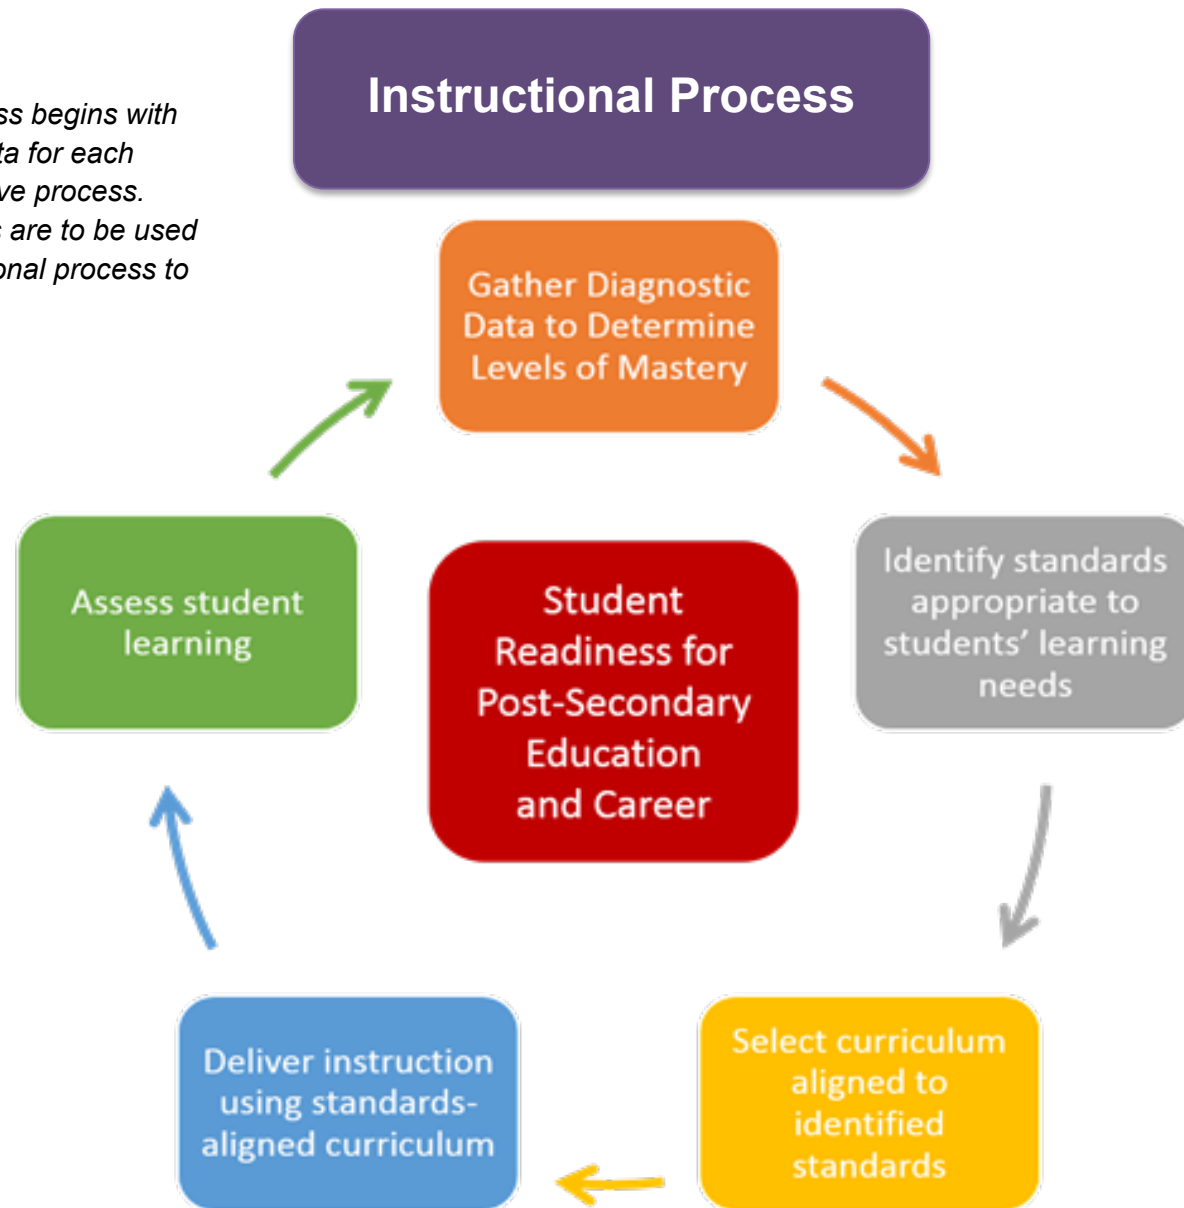 Instructional Process
ss begins with
ta for each
ve process.
s are to be used
onal process to
Gather Diagnostic
Data to Determine
Levels of Mastery
Identify standards
appropriate to
students’ learning
needs
Select curriculum
aligned to
identified
standards
Deliver instruction
using standards-
aligned curriculum
Assess student
learning
Student
Readiness for
Post-Secondary
Education
and Career